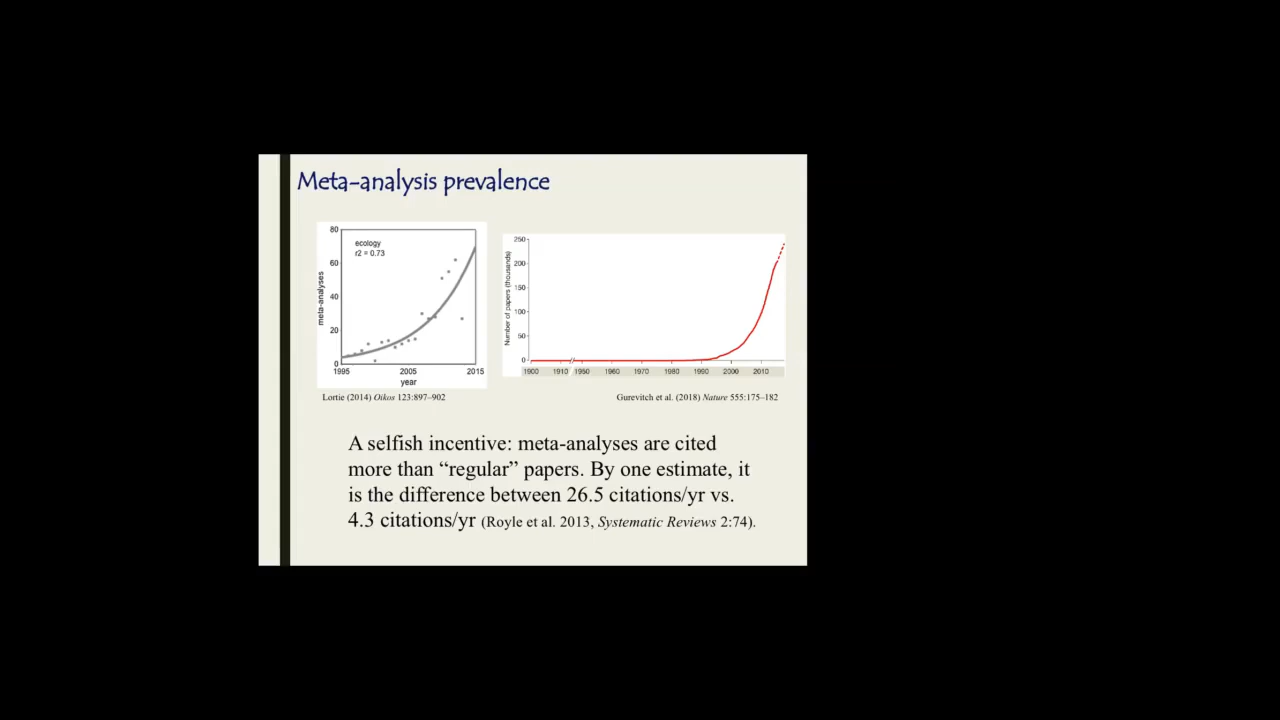 Meta-analysis prevalence
80
60
40
20
0
meta-analyses
ecology
r2 = 0.73
1995 2005 2015
year
Lortie (2014) Oikos 123:897–902
250
200
150
100
50
0
Number of papers (thousands)
1900 1910 1950 1960 1970 1980 1990 2000 2010
Gurevitch et al. (2018) Nature 555:175–182
A selfish incentive: meta-analyses are cited
more than “regular” papers. By one estimate, it
is the difference between 26.5 citations/yr vs.
4.3 citations/yr (Royle et al. 2013, Systematic Reviews 2:74).